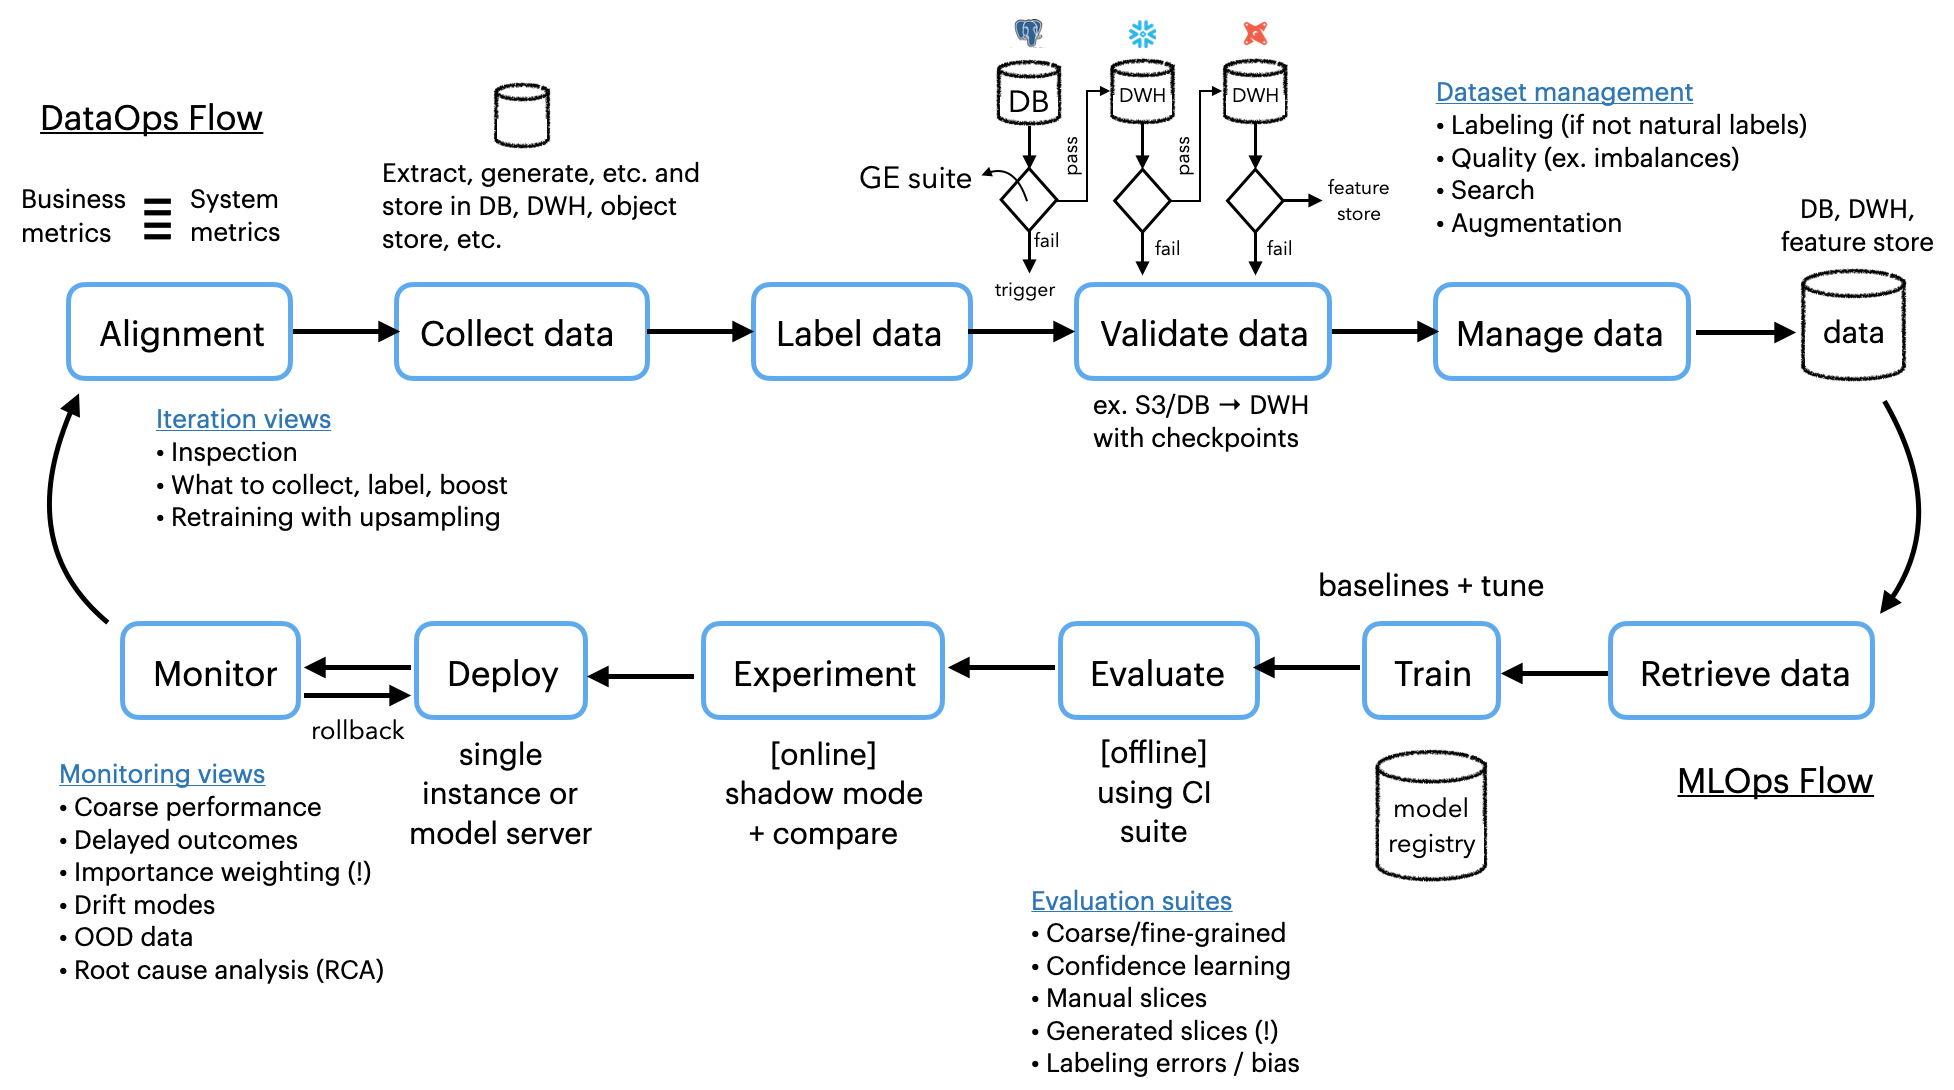 DataOps Flow
Business
metrics
System
metrics
Extract, generate, etc. and
store in DB, DWH, object
store, etc.
DB
DWH
DWH
GE suite
pass
pass
fail
fail
fail
trigger
feature
store
Dataset management
• Labeling (if not natural labels)
• Quality (ex. imbalances)
• Search
• Augmentation
DB, DWH,
feature store
Alignment
Collect data
Label data
Validate data
Manage data
data
ex. S3/DB → DWH
with checkpoints
Iteration views
• Inspection
• What to collect, label, boost
• Retraining with upsampling
baselines + tune
Monitor
Deploy
Experiment
Evaluate
Train
Retrieve data
rollback
single
instance or
model server
[online]
shadow mode
+ compare
[offline]
using CI
suite
model
registry
MLOps Flow
Monitoring views
• Coarse performance
• Delayed outcomes
• Importance weighting (!)
• Drift modes
• OOD data
• Root cause analysis (RCA)
Evaluation suites
• Coarse/fine-grained
• Confidence learning
• Manual slices
• Generated slices (!)
• Labeling errors / bias